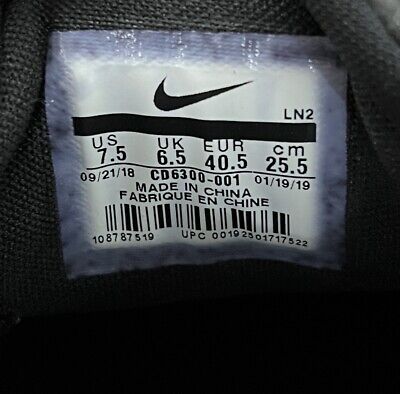 LN2
US UK EUR cm
7.5 6.5 40.5 25.5
09/21/18 CD6300-001 01/19/19
MADE IN CHINA
FABRIQUE EN CHINE
108787519 UPC 00192501717522